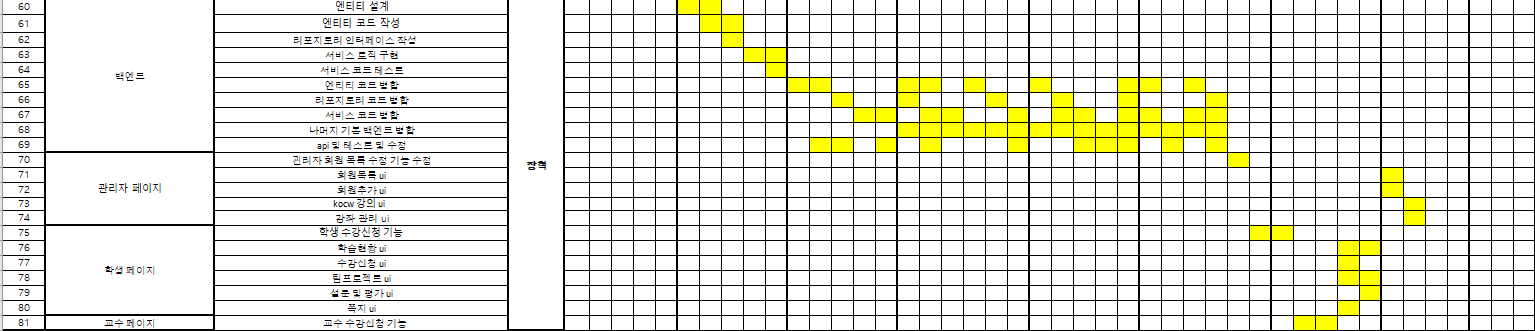 60 엔티티 설계
61 엔티티 코드 작성
62 리포지토리 인터페이스 작성
63 서비스 로직 구현
64 서비스 코드 테스트
백엔드
65 엔티티 코드 병합
66 리포지토리 코드 병합
67 서비스 코드 병합
68 나머지 기본 백엔드 병합
69 api 및 테스트 및 수정
70 관리자 회원 목록 수정 기능 수정
장혁
71 회원목록 ui
관리자 페이지
72 회원추가 ui
73 kocw 강의 ui
74 강좌 관리 ui
75 학생 수강신청 기능
76 학습현황 ui
77 수강신청 ui
학생 페이지
78 팀프로젝트 ui
79 설문 및 평가 ui
80 쪽지 ui
81 교수 페이지 교수 수강신청 기능